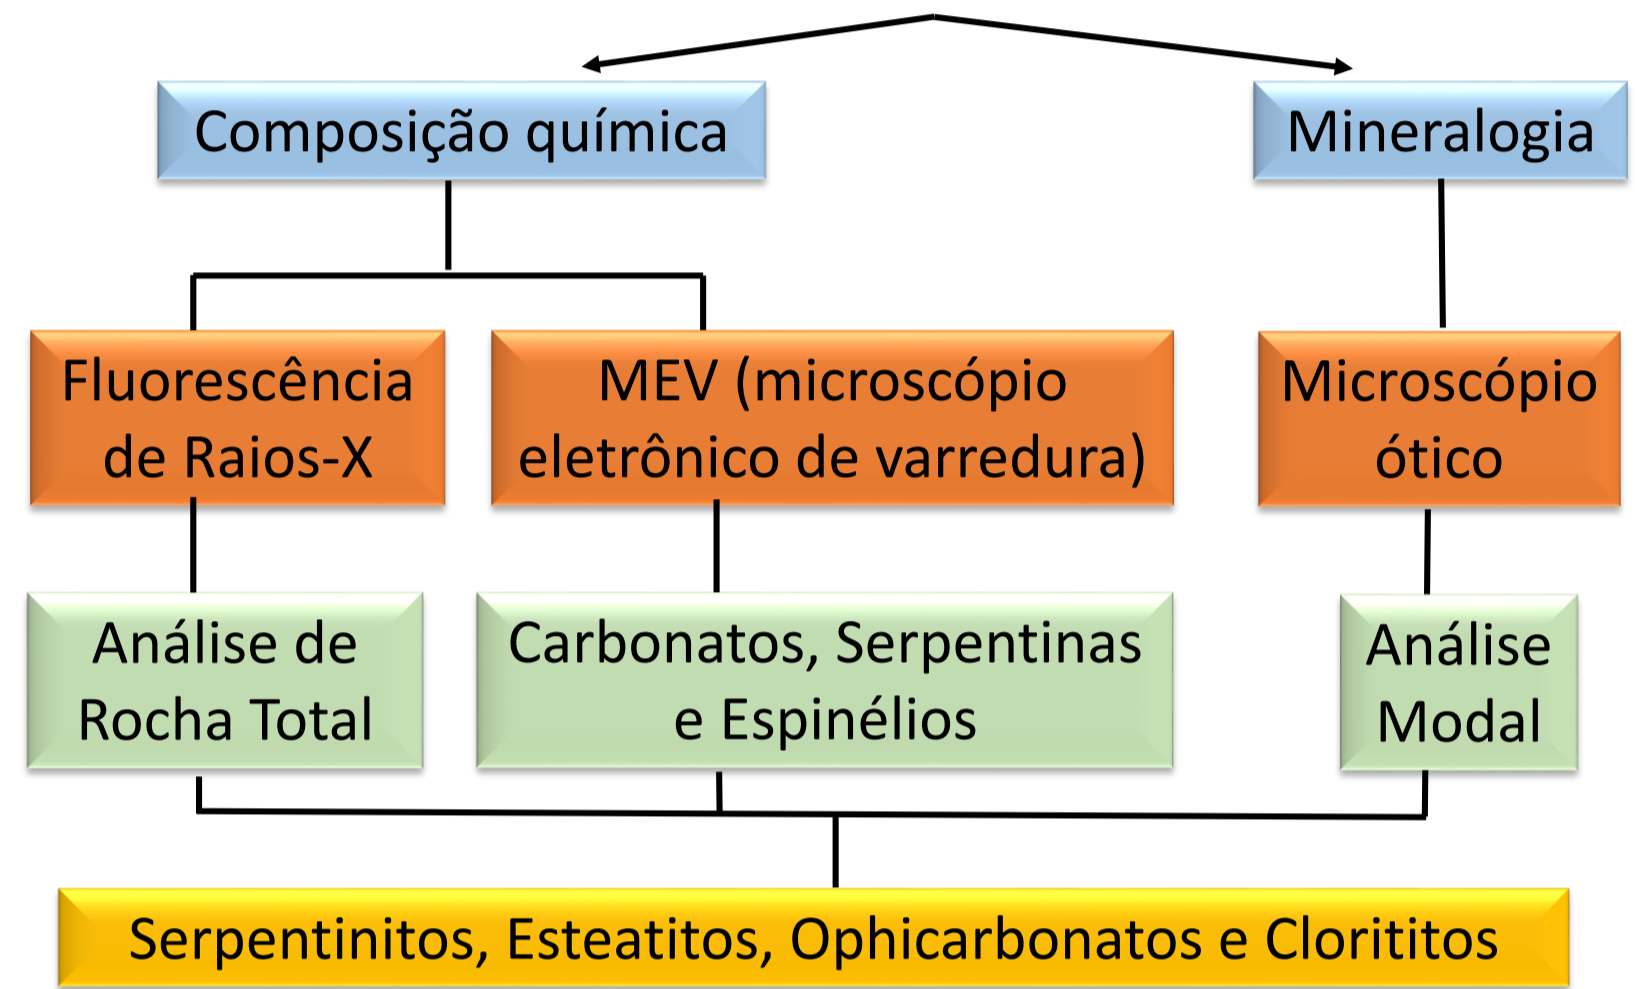 Composição química
Mineralogia
Fluorescência
de Raios-X
MEV (microscópio
eletrônico de varredura)
Microscópio
ótico
Análise de
Rocha Total
Carbonatos, Serpentinas
e Espinélios
Análise
Modal
Serpentinitos, Esteatitos, Ophicarbonatos e Clorititos